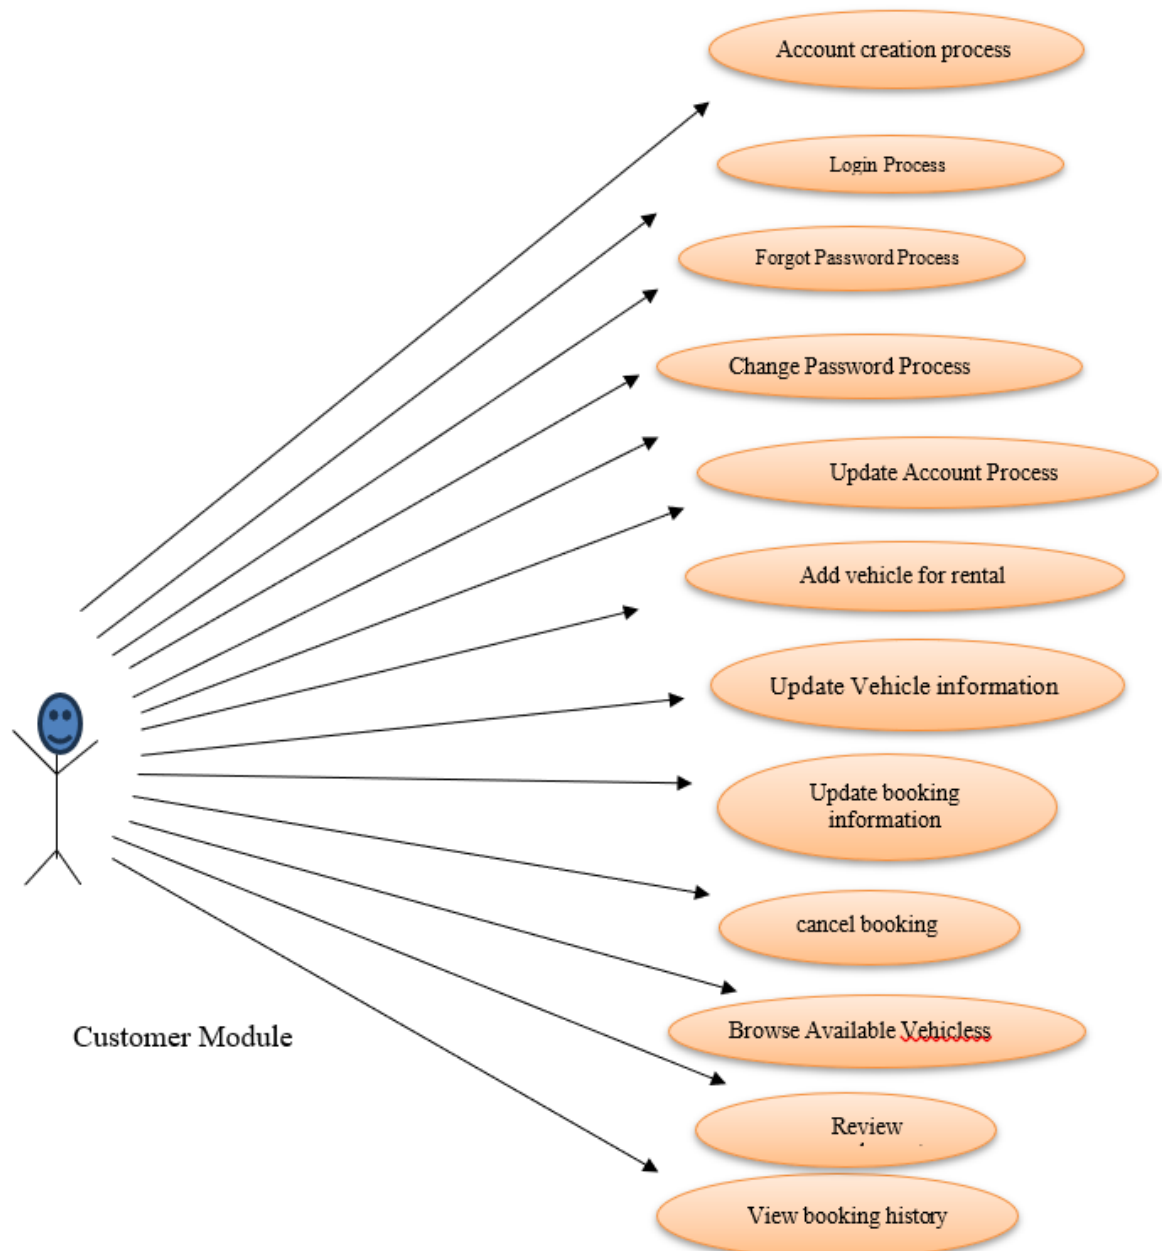 Account creation process
Login Process
Forgot Password Process
Change Password Process
Update Account Process
Add vehicle for rental
Update Vehicle information
Update booking
information
cancel booking
Browse Available Vehicless
Customer Module
Review
View booking history